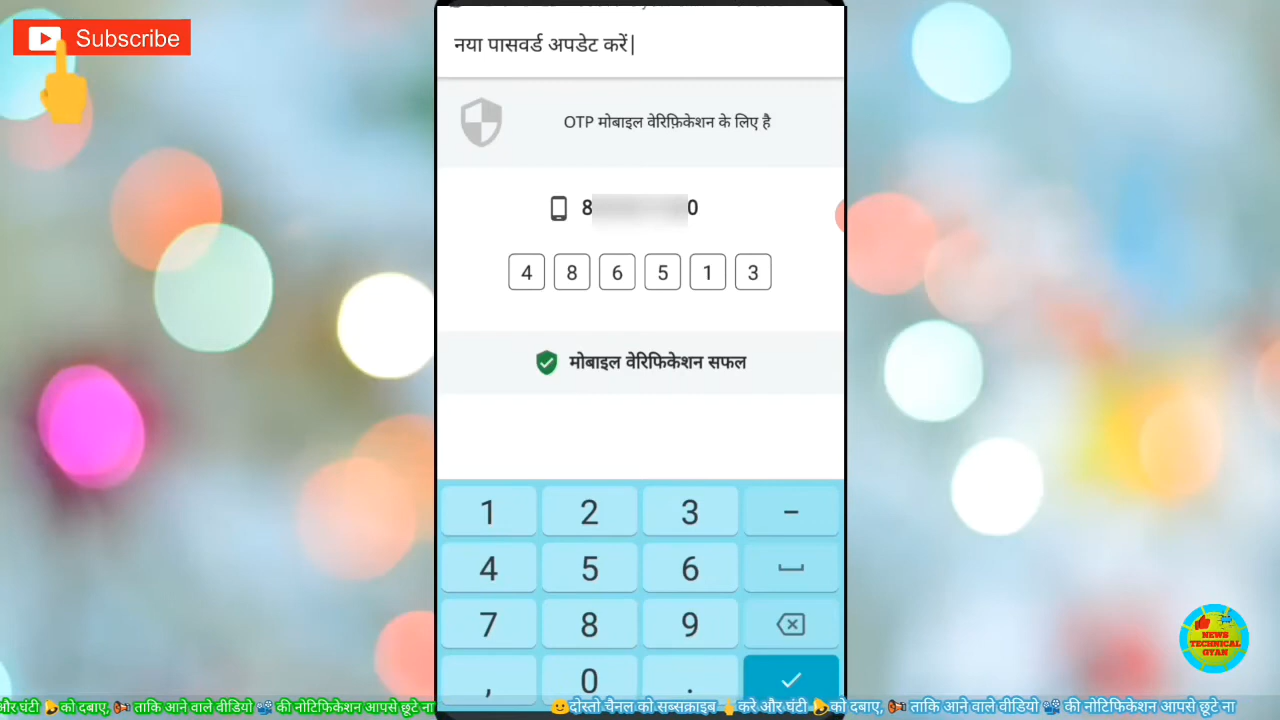 Subscribe
नया पासवर्ड अपडेट करें
OTP मोबाइल वेरिफ़िकेशन के लिए है
8 0
4 8 6 5 1 3
मोबाइल वेरिफिकेशन सफल
1 2 3 -
4 5 6
7 8 9
, 0 .
NEWS
TECHNICAL
GYAN
और घंटी को दबाए, ताकि आने वाले वीडियो की नोटिफिकेशन आपसे छूटे ना
दोस्तो चैनल को सब्सक्राइब करे और घंटी को दबाए, ताकि आने वाले वीडियो की नोटिफिकेशन आपसे छूटे ना